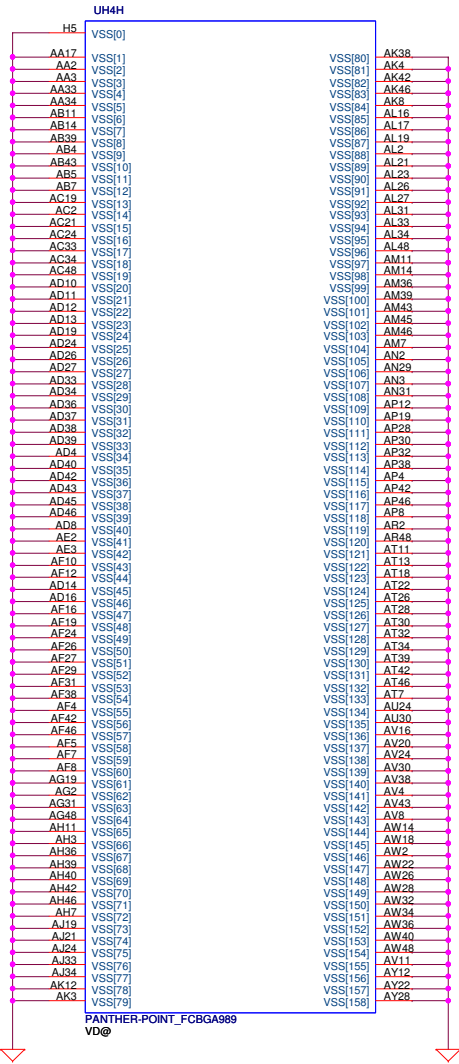 UH4H
H5 VSS[0]
AA17 VSS[1]
AA2 VSS[2]
AA3 VSS[3]
AA33 VSS[4]
AA34 VSS[5]
AB11 VSS[6]
AB14 VSS[7]
AB39 VSS[8]
AB4 VSS[9]
AB43 VSS[10]
AB5 VSS[11]
AB7 VSS[12]
AC19 VSS[13]
AC2 VSS[14]
AC21 VSS[15]
AC24 VSS[16]
AC33 VSS[17]
AC34 VSS[18]
AC48 VSS[19]
AD10 VSS[20]
AD11 VSS[21]
AD12 VSS[22]
AD13 VSS[23]
AD19 VSS[24]
AD24 VSS[25]
AD26 VSS[26]
AD27 VSS[27]
AD33 VSS[28]
AD34 VSS[29]
AD36 VSS[30]
AD37 VSS[31]
AD38 VSS[32]
AD39 VSS[33]
AD4 VSS[34]
AD40 VSS[35]
AD42 VSS[36]
AD43 VSS[37]
AD45 VSS[38]
AD46 VSS[39]
AD8 VSS[40]
AE2 VSS[41]
AE3 VSS[42]
AF10 VSS[43]
AF12 VSS[44]
AD14 VSS[45]
AD16 VSS[46]
AF16 VSS[47]
AF19 VSS[48]
AF24 VSS[49]
AF26 VSS[50]
AF27 VSS[51]
AF29 VSS[52]
AF31 VSS[53]
AF38 VSS[54]
AF4 VSS[55]
AF42 VSS[56]
AF46 VSS[57]
AF5 VSS[58]
AF7 VSS[59]
AF8 VSS[60]
AG19 VSS[61]
AG2 VSS[62]
AG31 VSS[63]
AG48 VSS[64]
AH11 VSS[65]
AH3 VSS[66]
AH36 VSS[67]
AH39 VSS[68]
AH40 VSS[69]
AH42 VSS[70]
AH46 VSS[71]
AH7 VSS[72]
AJ19 VSS[73]
AJ21 VSS[74]
AJ24 VSS[75]
AJ33 VSS[76]
AJ34 VSS[77]
AK12 VSS[78]
AK3 VSS[79]
VSS[80] AK38
VSS[81] AK4
VSS[82] AK42
VSS[83] AK46
VSS[84] AK8
VSS[85] AL16
VSS[86] AL17
VSS[87] AL19
VSS[88] AL2
VSS[89] AL21
VSS[90] AL23
VSS[91] AL26
VSS[92] AL27
VSS[93] AL31
VSS[94] AL33
VSS[95] AL34
VSS[96] AL48
VSS[97] AM11
VSS[98] AM14
VSS[99] AM36
VSS[100] AM39
VSS[101] AM43
VSS[102] AM45
VSS[103] AM46
VSS[104] AM7
VSS[105] AN2
VSS[106] AN29
VSS[107] AN3
VSS[108] AN31
VSS[109] AP12
VSS[110] AP19
VSS[111] AP28
VSS[112] AP30
VSS[113] AP32
VSS[114] AP38
VSS[115] AP4
VSS[116] AP42
VSS[117] AP46
VSS[118] AP8
VSS[119] AR2
VSS[120] AR48
VSS[121] AT11
VSS[122] AT13
VSS[123] AT18
VSS[124] AT22
VSS[125] AT26
VSS[126] AT28
VSS[127] AT30
VSS[128] AT32
VSS[129] AT34
VSS[130] AT39
VSS[131] AT42
VSS[132] AT46
VSS[133] AT7
VSS[134] AU24
VSS[135] AU30
VSS[136] AV16
VSS[137] AV20
VSS[138] AV24
VSS[139] AV30
VSS[140] AV38
VSS[141] AV4
VSS[142] AV43
VSS[143] AV8
VSS[144] AW14
VSS[145] AW18
VSS[146] AW2
VSS[147] AW22
VSS[148] AW26
VSS[149] AW28
VSS[150] AW32
VSS[151] AW34
VSS[152] AW36
VSS[153] AW40
VSS[154] AW48
VSS[155] AV11
VSS[156] AY12
VSS[157] AY22
VSS[158] AY28
PANTHER-POINT_FCBGA989
VD@